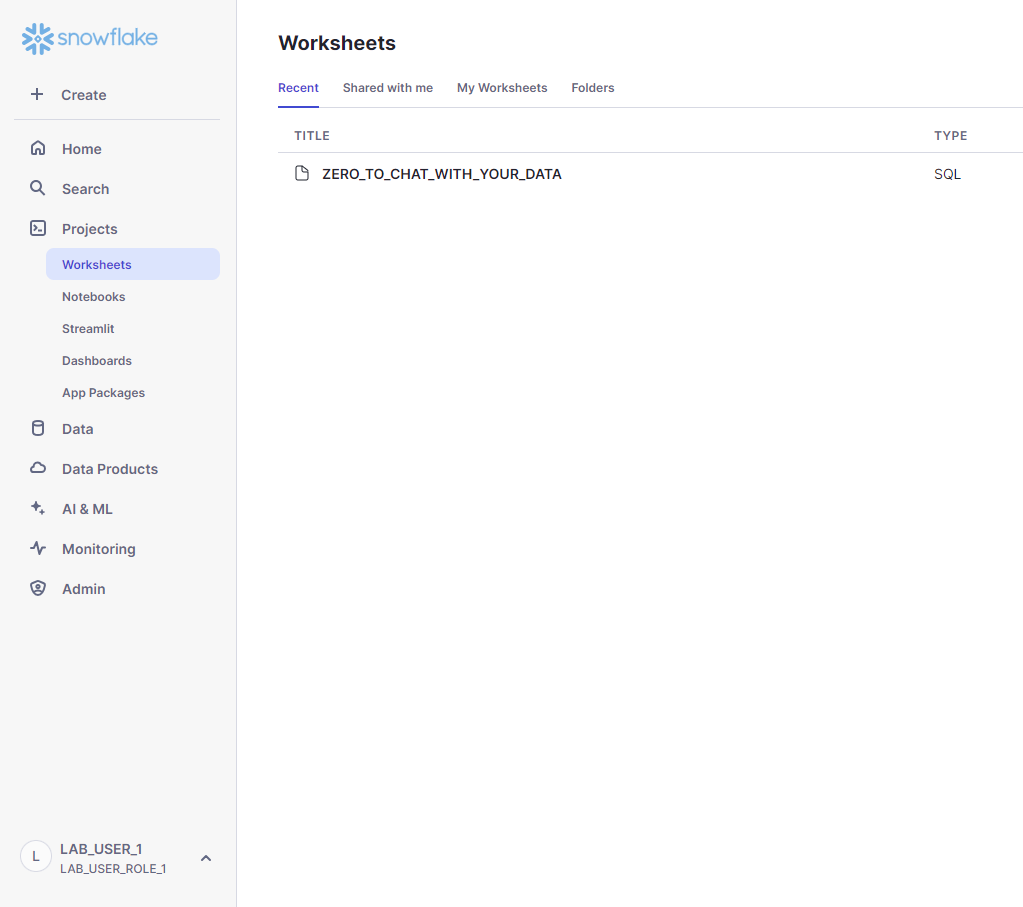 snowflake
Create
Home
Search
Projects
Worksheets
Notebooks
Streamlit
Dashboards
App Packages
Data
Data Products
AI & ML
Monitoring
Admin
L
LAB_USER_1
LAB_USER_ROLE_1
Worksheets
Recent Shared with me My Worksheets Folders
TITLE TYPE
ZERO_TO_CHAT_WITH_YOUR_DATA SQL